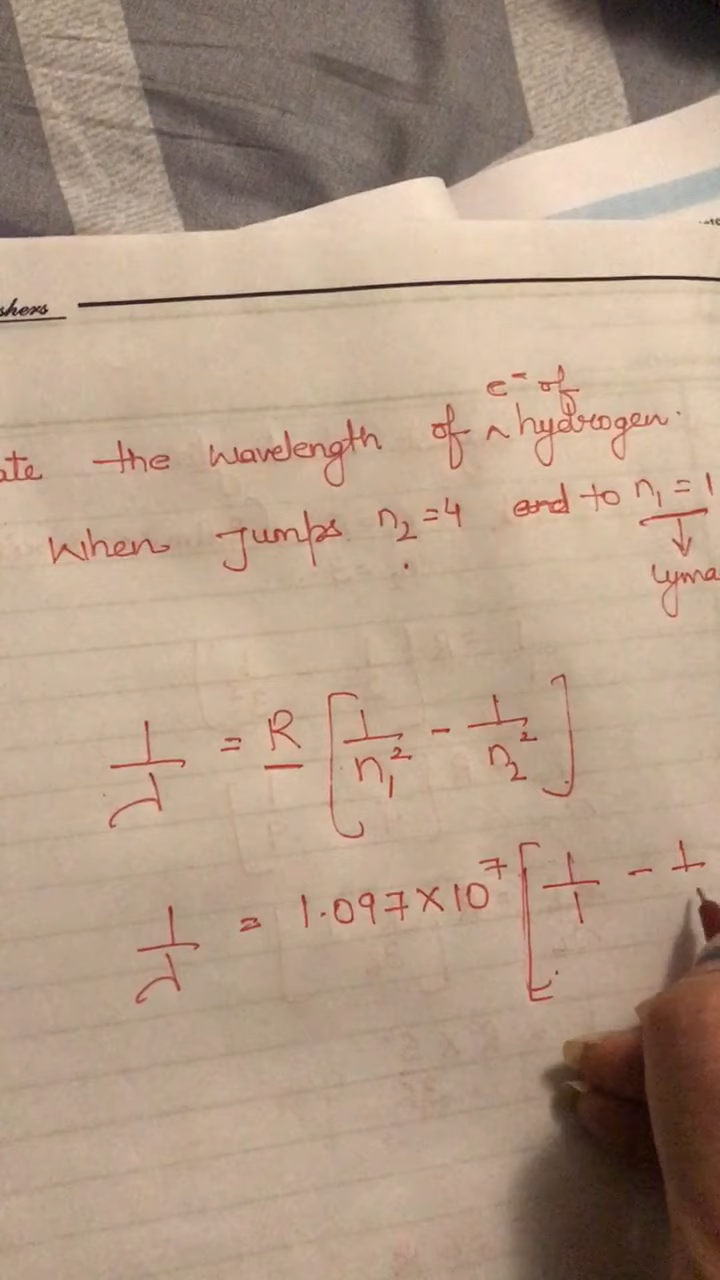 shers
ate the wavelength of ^ e⁻ of hydrogen.
When Jumps n₂ = 4 end to n₁ = 1
↓
Lyma
1/λ = R [1/n₁² - 1/n₂²]
1/λ = 1.097 × 10⁷ [1/1 - 1